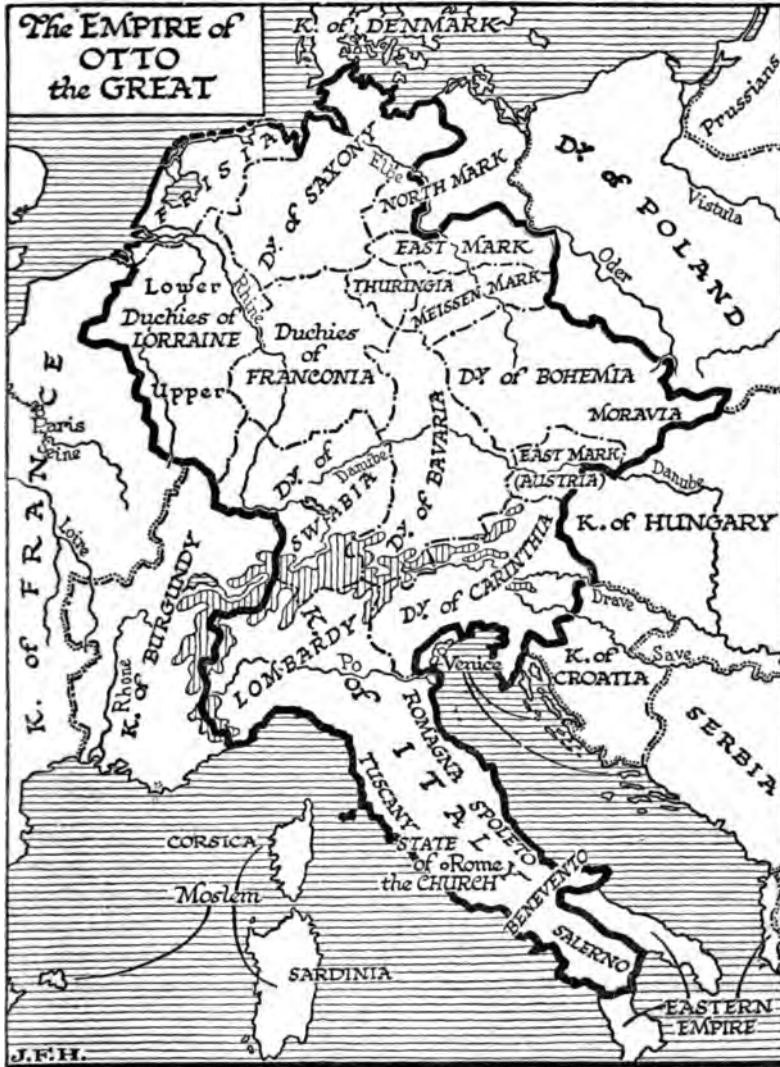 The EMPIRE of
OTTO
the GREAT
K. of DENMARK
Prussians
FRISIA
Dy. of SAXONY
Elbe
NORTH MARK
Dy. of POLAND
Vistula
Oder
EAST MARK
THURINGIA
MEISSEN MARK
Lower
Duchies of
LORRAINE
Upper
Rhine
Duchies
of
FRANCONIA
Dy. of BOHEMIA
MORAVIA
K. of FRANCE
Paris
Seine
Loire
Dy. of
SWABIA
Danube
Dy. of BAVARIA
EAST MARK
(AUSTRIA)
Danube
K. of HUNGARY
K. of BURGUNDY
Rhône
Dy. of CARINTHIA
Drave
Save
K. of
CROATIA
SERBIA
K. of ITALY
LOMBARDY
Po
Venice
ROMAGNA
TUSCANY
SPOLETO
STATE
of Rome
the CHURCH
BENEVENTO
SALERNO
CORSICA
Moslem
SARDINIA
EASTERN
EMPIRE
J.F.H.